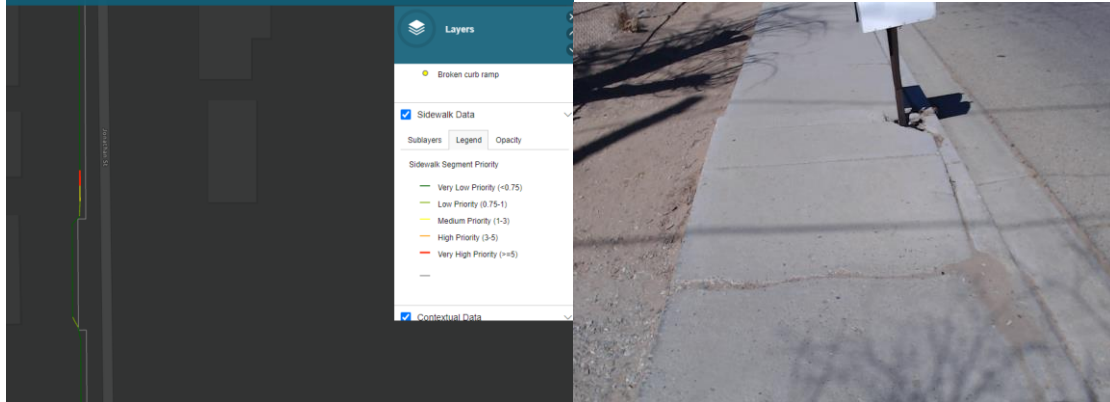 Layers
Broken curb ramp
Sidewalk Data
Sublayers Legend Opacity
Sidewalk Segment Priority
Very Low Priority (<0.75)
Low Priority (0.75-1)
Medium Priority (1-3)
High Priority (3-5)
Very High Priority (>=5)
Contextual Data